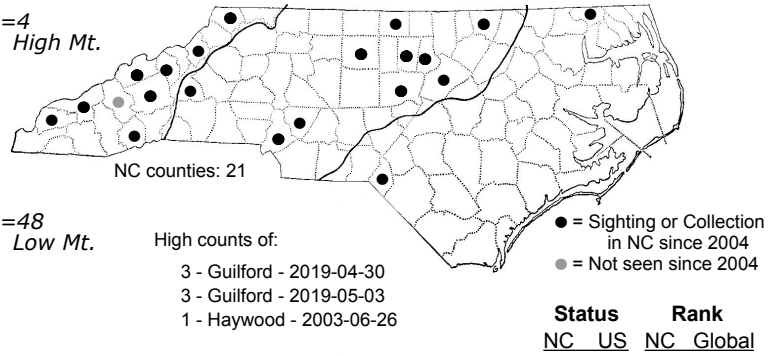 =4
High Mt.
NC counties: 21
=48
Low Mt.
High counts of:
3 - Guilford - 2019-04-30
3 - Guilford - 2019-05-03
1 - Haywood - 2003-06-26
● = Sighting or Collection
in NC since 2004
● = Not seen since 2004
Status Rank
NC US NC Global